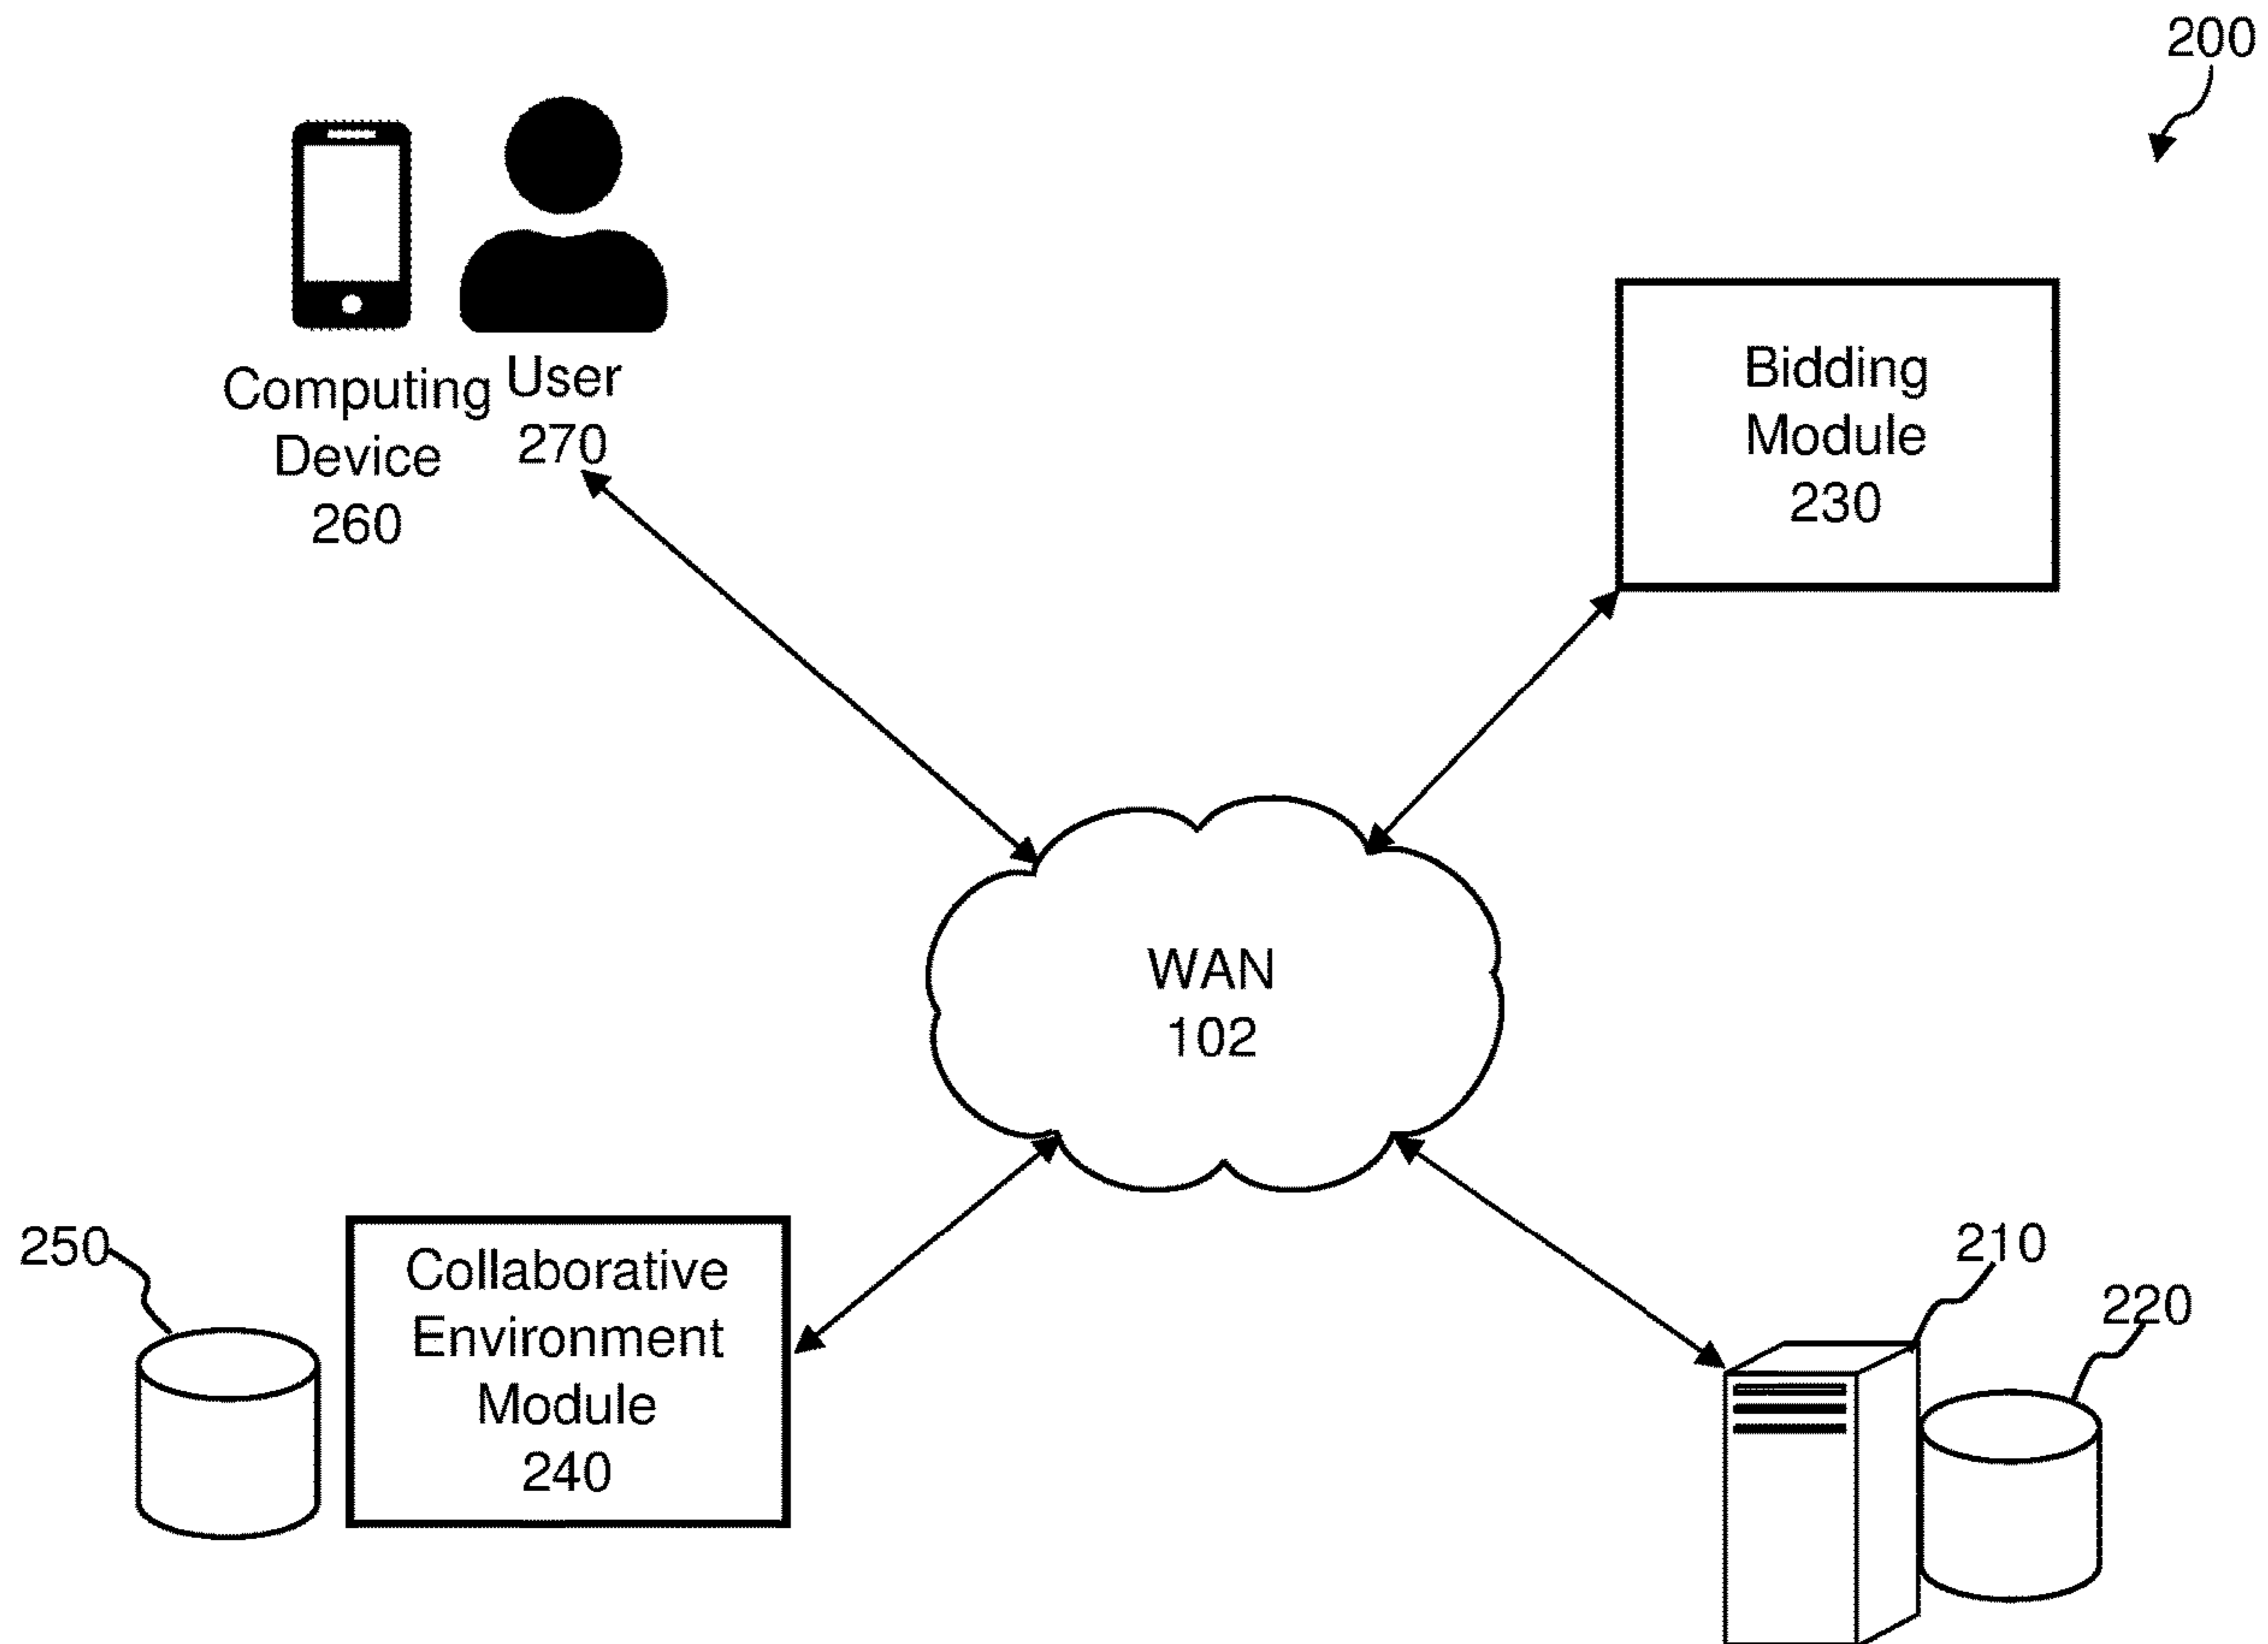 200
Computing
Device
260
User
270
Bidding
Module
230
WAN
102
250
Collaborative
Environment
Module
240
210
220